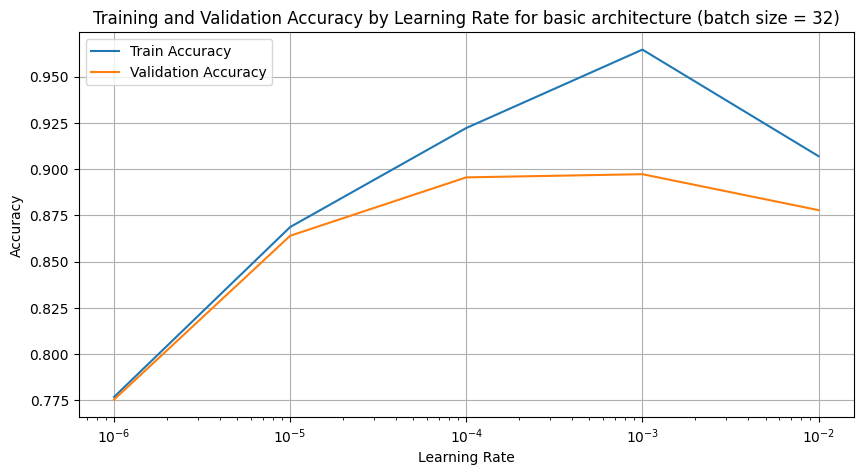 Training and Validation Accuracy by Learning Rate for basic architecture (batch size = 32)
Train Accuracy
Validation Accuracy
Accuracy
0.950
0.925
0.900
0.875
0.850
0.825
0.800
0.775
10⁻⁶ 10⁻⁵ 10⁻⁴ 10⁻³ 10⁻²
Learning Rate